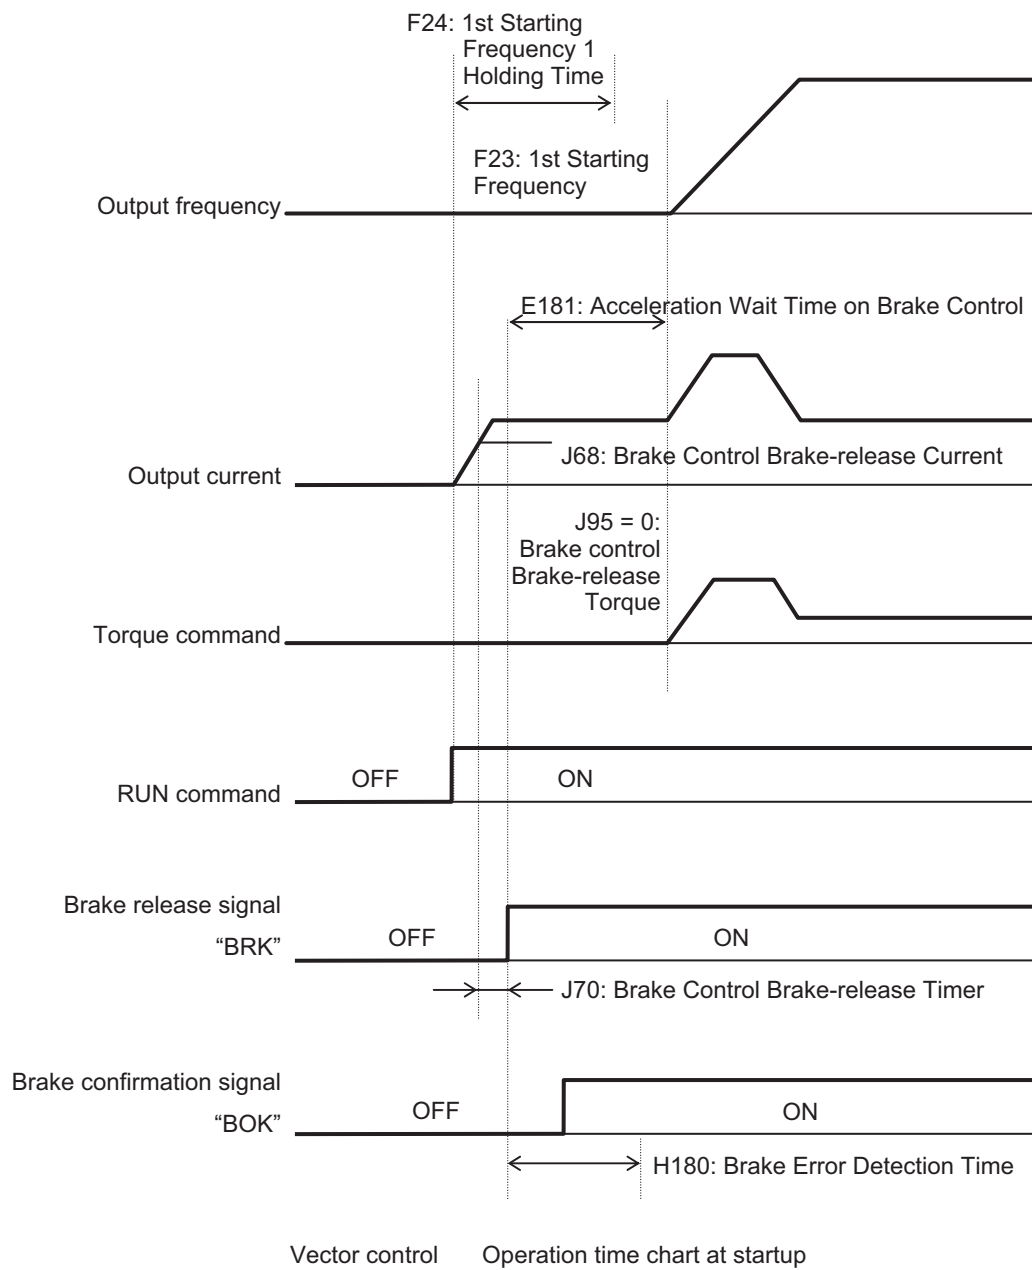 F24: 1st Starting
Frequency 1
Holding Time
F23: 1st Starting
Frequency
Output frequency
E181: Acceleration Wait Time on Brake Control
J68: Brake Control Brake-release Current
Output current
J95 = 0:
Brake control
Brake-release
Torque
Torque command
OFF
ON
RUN command
Brake release signal
“BRK”
OFF
ON
J70: Brake Control Brake-release Timer
Brake confirmation signal
“BOK”
OFF
ON
H180: Brake Error Detection Time
Vector control Operation time chart at startup